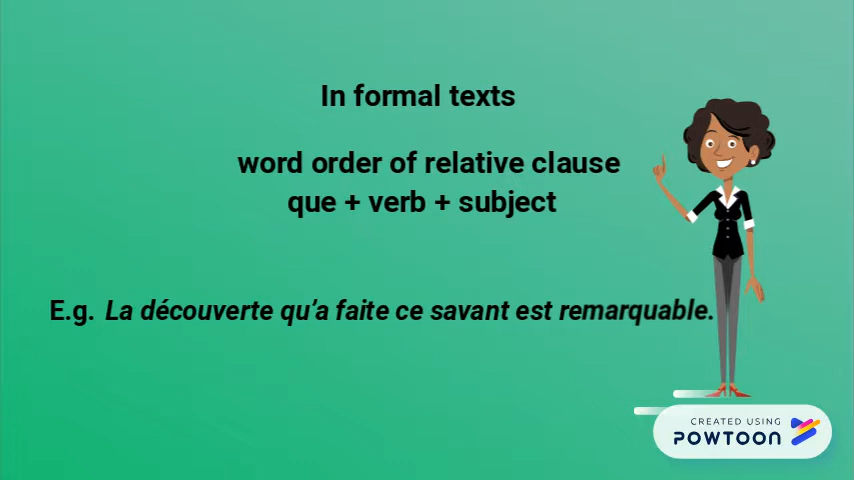 In formal texts
word order of relative clause
que + verb + subject
E.g. La découverte qu’a faite ce savant est remarquable.
CREATED USING
POWTOON